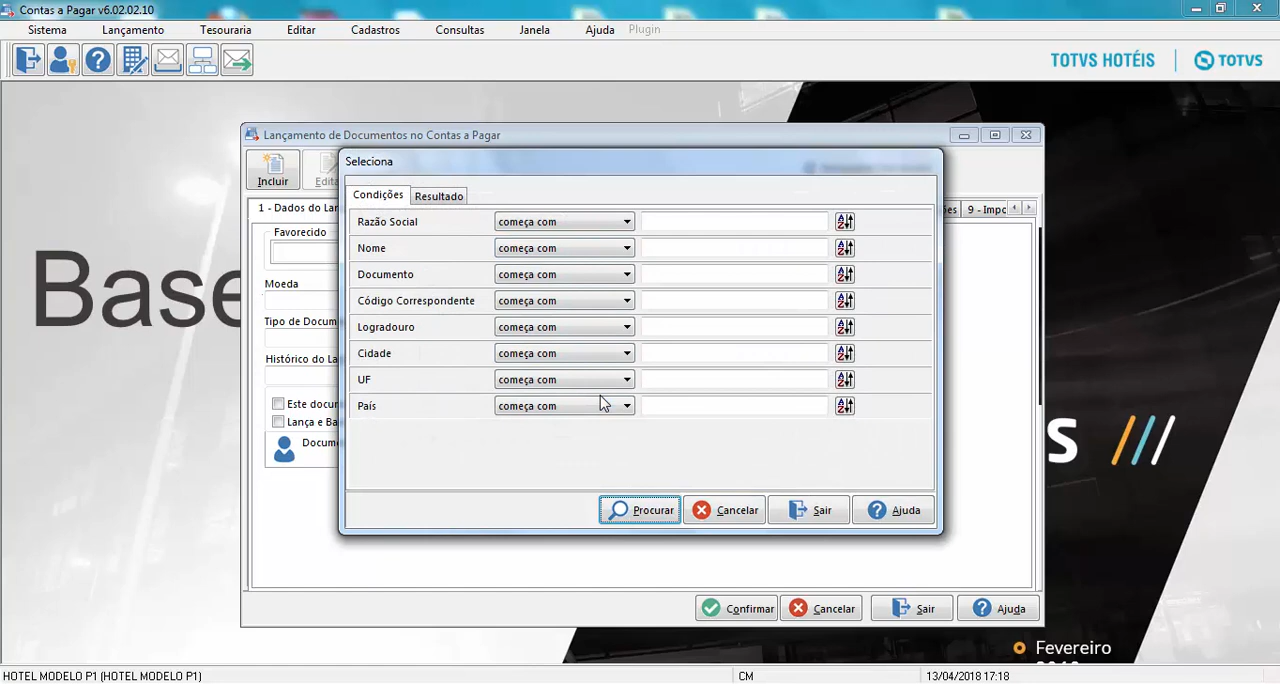 Contas a Pagar v6.02.02.10
Sistema Lançamento Tesouraria Editar Cadastros Consultas Janela Ajuda Plugin
TOTVS HOTÉIS TOTVS
Lançamento de Documentos no Contas a Pagar
Seleciona
Incluir Edita
Condições Resultado
1 - Dados do Lan 9 - Impo
Razão Social começa com
Favorecido
Nome começa com
Documento começa com
Moeda
Código Correspondente começa com
Tipo de Docum
Logradouro começa com
Histórico do La
Cidade começa com
UF começa com
Este docum
País começa com
Lança e Ba
Docume
Base
S
Procurar Cancelar Sair Ajuda
Confirmar Cancelar Sair Ajuda
Fevereiro
HOTEL MODELO P1 (HOTEL MODELO P1) CM 13/04/2018 17:18